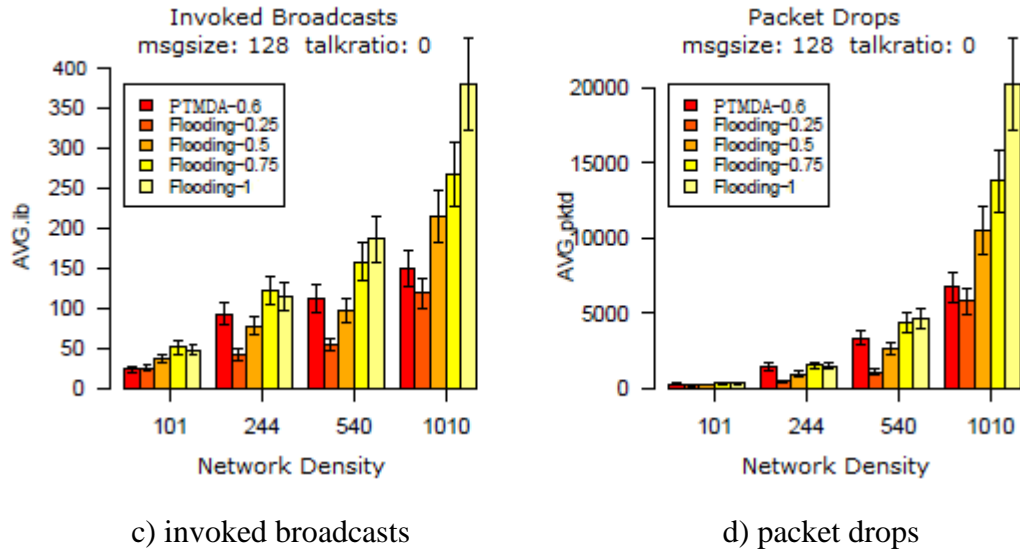 Invoked Broadcasts
msgsize: 128 talkratio: 0
400
350
300
250
200
150
100
50
0
AVG.ib
PTMDA-0.6
Flooding-0.25
Flooding-0.5
Flooding-0.75
Flooding-1
101 244 540 1010
Network Density
c) invoked broadcasts
Packet Drops
msgsize: 128 talkratio: 0
20000
15000
10000
5000
0
AVG.pktd
PTMDA-0.6
Flooding-0.25
Flooding-0.5
Flooding-0.75
Flooding-1
101 244 540 1010
Network Density
d) packet drops